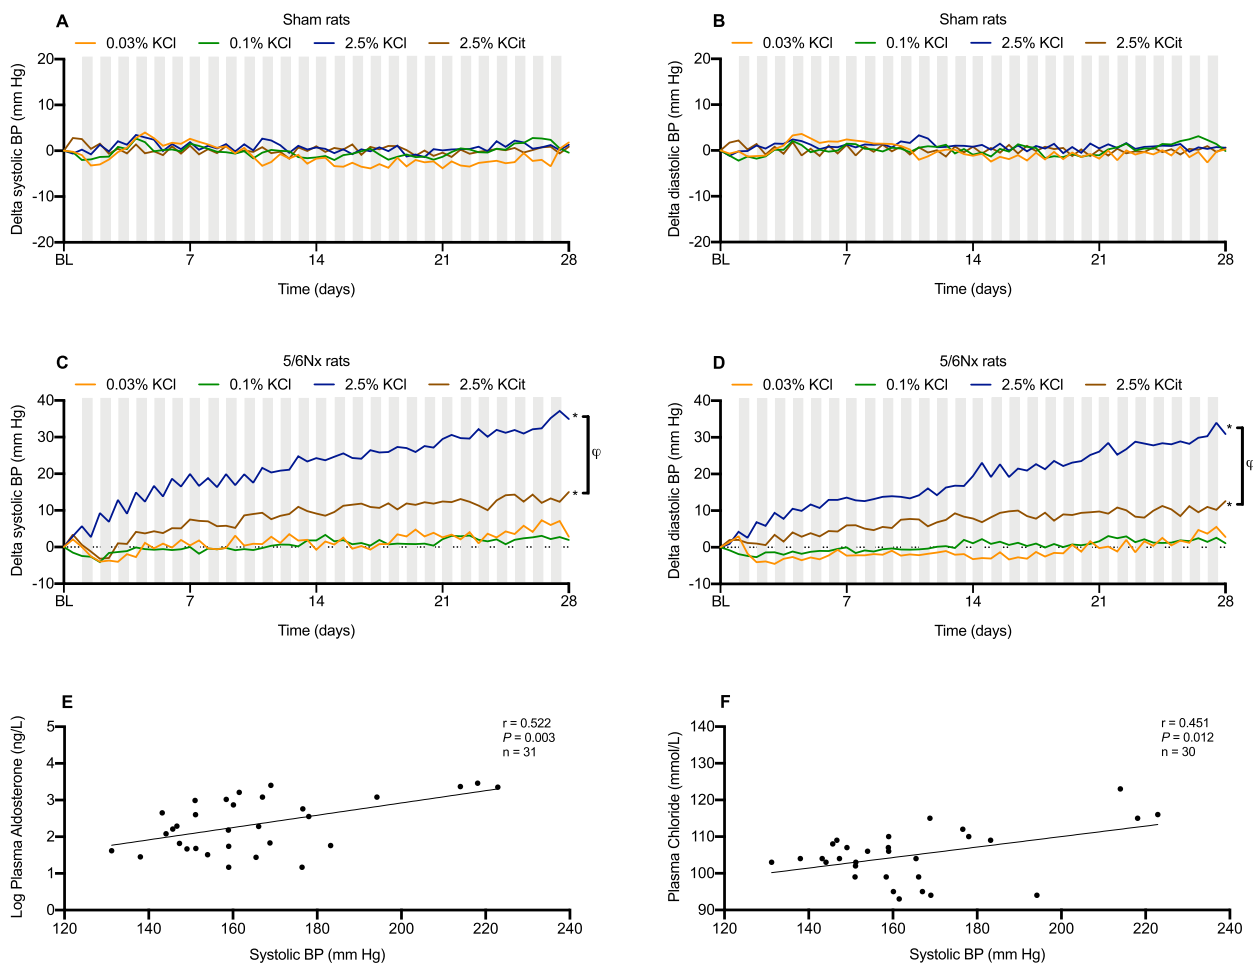 A
Sham rats
0.03% KCl 0.1% KCl 2.5% KCl 2.5% KCit
Delta systolic BP (mm Hg)
20
10
0
-10
-20
BL 7 14 21 28
Time (days)
B
Sham rats
0.03% KCl 0.1% KCl 2.5% KCl 2.5% KCit
Delta diastolic BP (mm Hg)
20
10
0
-10
-20
BL 7 14 21 28
Time (days)
C
5/6Nx rats
0.03% KCl 0.1% KCl 2.5% KCl 2.5% KCit
Delta systolic BP (mm Hg)
40
30
20
10
0
-10
*
φ
*
BL 7 14 21 28
Time (days)
D
5/6Nx rats
0.03% KCl 0.1% KCl 2.5% KCl 2.5% KCit
Delta diastolic BP (mm Hg)
40
30
20
10
0
-10
*
φ
*
BL 7 14 21 28
Time (days)
E
r = 0.522
P = 0.003
n = 31
Log Plasma Aldosterone (ng/L)
5
4
3
2
1
0
120 140 160 180 200 220 240
Systolic BP (mm Hg)
F
r = 0.451
P = 0.012
n = 30
Plasma Chloride (mmol/L)
140
130
120
110
100
90
120 140 160 180 200 220 240
Systolic BP (mm Hg)